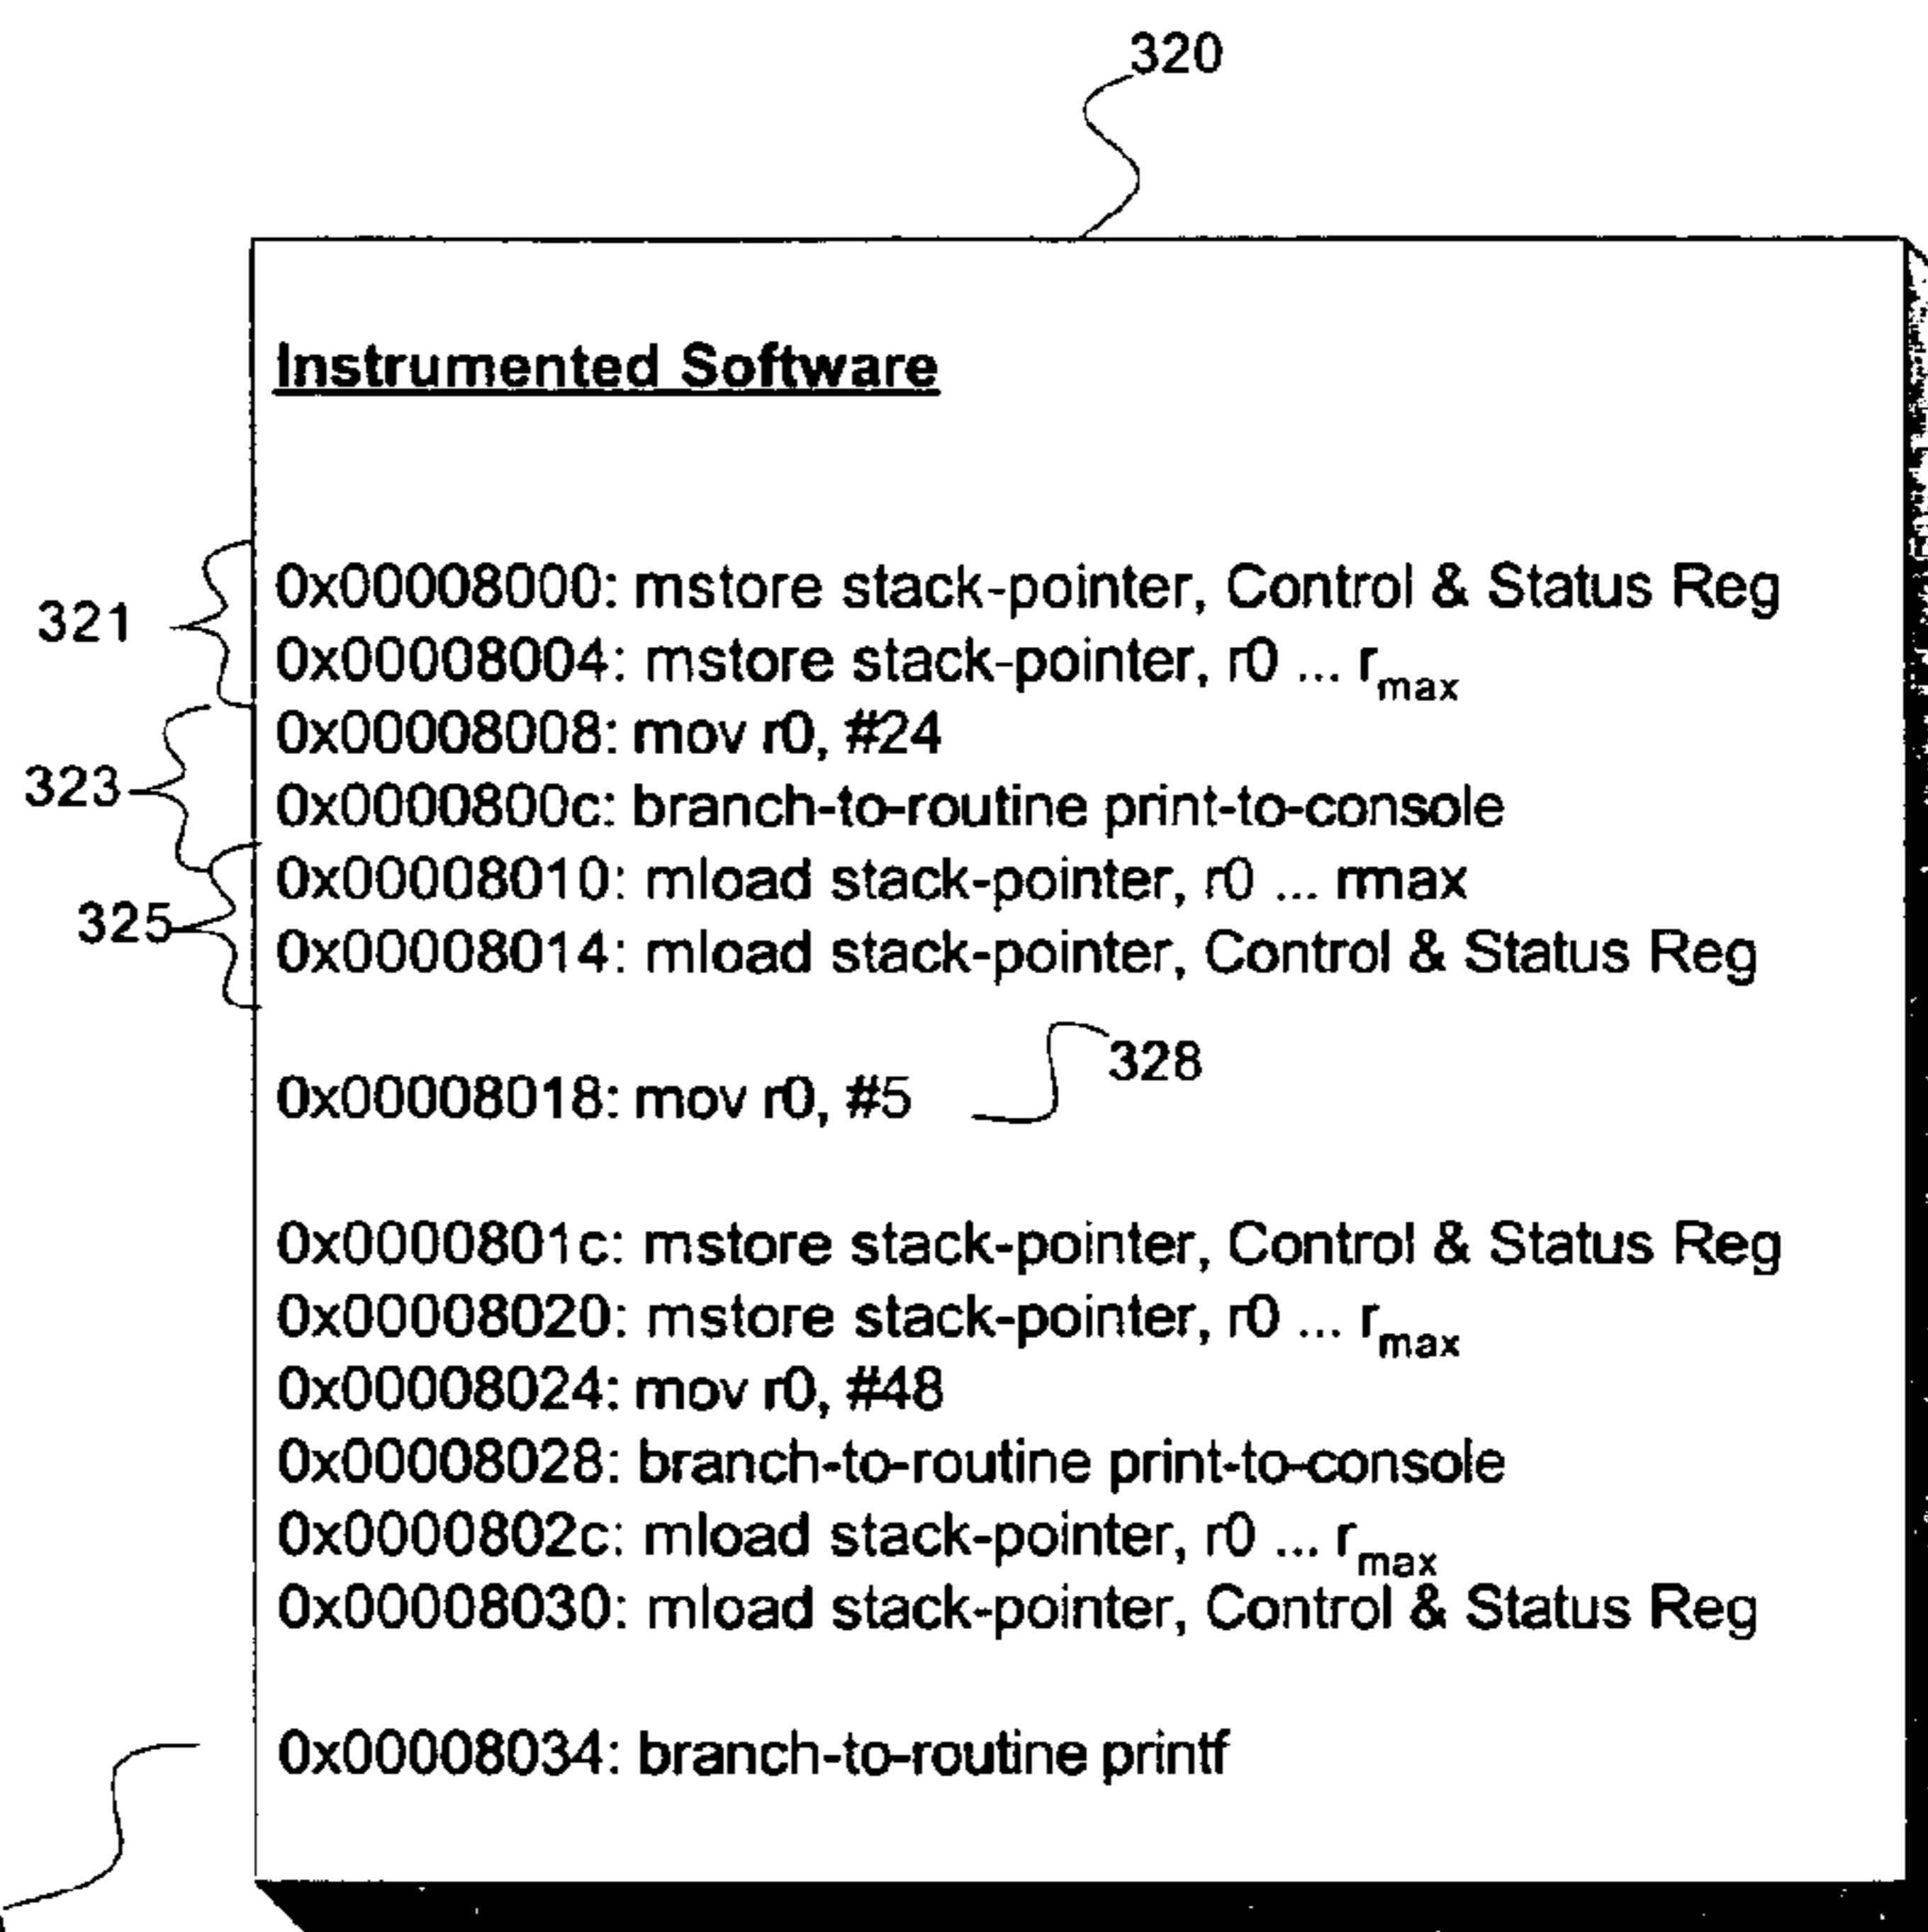 320
Instrumented Software
321
0x00008000: mstore stack-pointer, Control & Status Reg
0x00008004: mstore stack-pointer, r0 ... rmax
0x00008008: mov r0, #24
323
0x0000800c: branch-to-routine print-to-console
0x00008010: mload stack-pointer, r0 ... rmax
325
0x00008014: mload stack-pointer, Control & Status Reg
328
0x00008018: mov r0, #5
0x0000801c: mstore stack-pointer, Control & Status Reg
0x00008020: mstore stack-pointer, r0 ... rmax
0x00008024: mov r0, #48
0x00008028: branch-to-routine print-to-console
0x0000802c: mload stack-pointer, r0 ... rmax
0x00008030: mload stack-pointer, Control & Status Reg
0x00008034: branch-to-routine printf